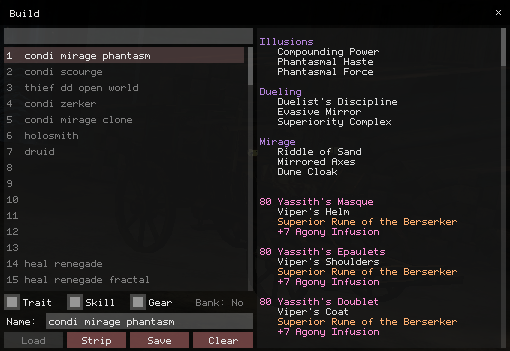 Build
1 condi mirage phantasm
2 condi scourge
3 thief dd open world
4 condi zerker
5 condi mirage clone
6 holosmith
7 druid
8
9
10
11
12
13
14 heal renegade
15 heal renegade fractal
Trait Skill Gear Bank: No
Name: condi mirage phantasm
Load Strip Save Clear
Illusions
Compounding Power
Phantasmal Haste
Phantasmal Force
Dueling
Duelist's Discipline
Evasive Mirror
Superiority Complex
Mirage
Riddle of Sand
Mirrored Axes
Dune Cloak
80 Yassith's Masque
Viper's Helm
Superior Rune of the Berserker
+7 Agony Infusion
80 Yassith's Epaulets
Viper's Shoulders
Superior Rune of the Berserker
+7 Agony Infusion
80 Yassith's Doublet
Viper's Coat
Superior Rune of the Berserker
+7 Agony Infusion